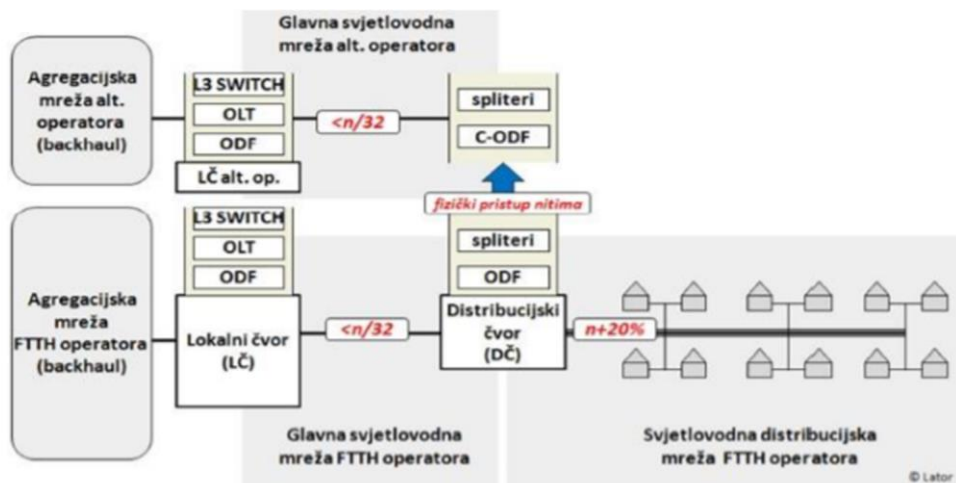 Glavna svjetlovodna
mreža alt. operatora
Agregacijska
mreža alt.
operatora
(backhaul)
L3 SWITCH
OLT
ODF
LČ alt. op.
<n/32
spliteri
C-ODF
fizički pristup nitima
L3 SWITCH
OLT
ODF
spliteri
ODF
Agregacijska
mreža
FTTH operatora
(backhaul)
Lokalni čvor
(LČ)
<n/32
Distribucijski
čvor
(DČ)
n+20%
Glavna svjetlovodna
mreža FTTH operatora
Svjetlovodna distribucijska
mreža FTTH operatora
© Lator